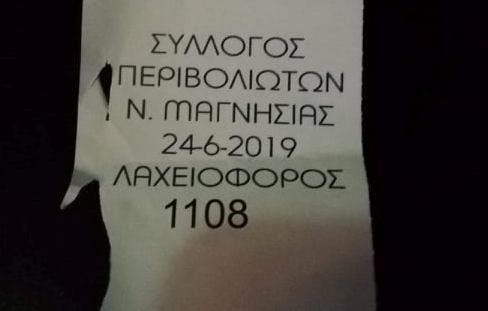 ΣΥΛΛΟΓΟΣ
ΠΕΡΙΒΟΛΙΩΤΩΝ
Ν. ΜΑΓΝΗΣΙΑΣ
24-6-2019
ΛΑΧΕΙΟΦΟΡΟΣ
1108